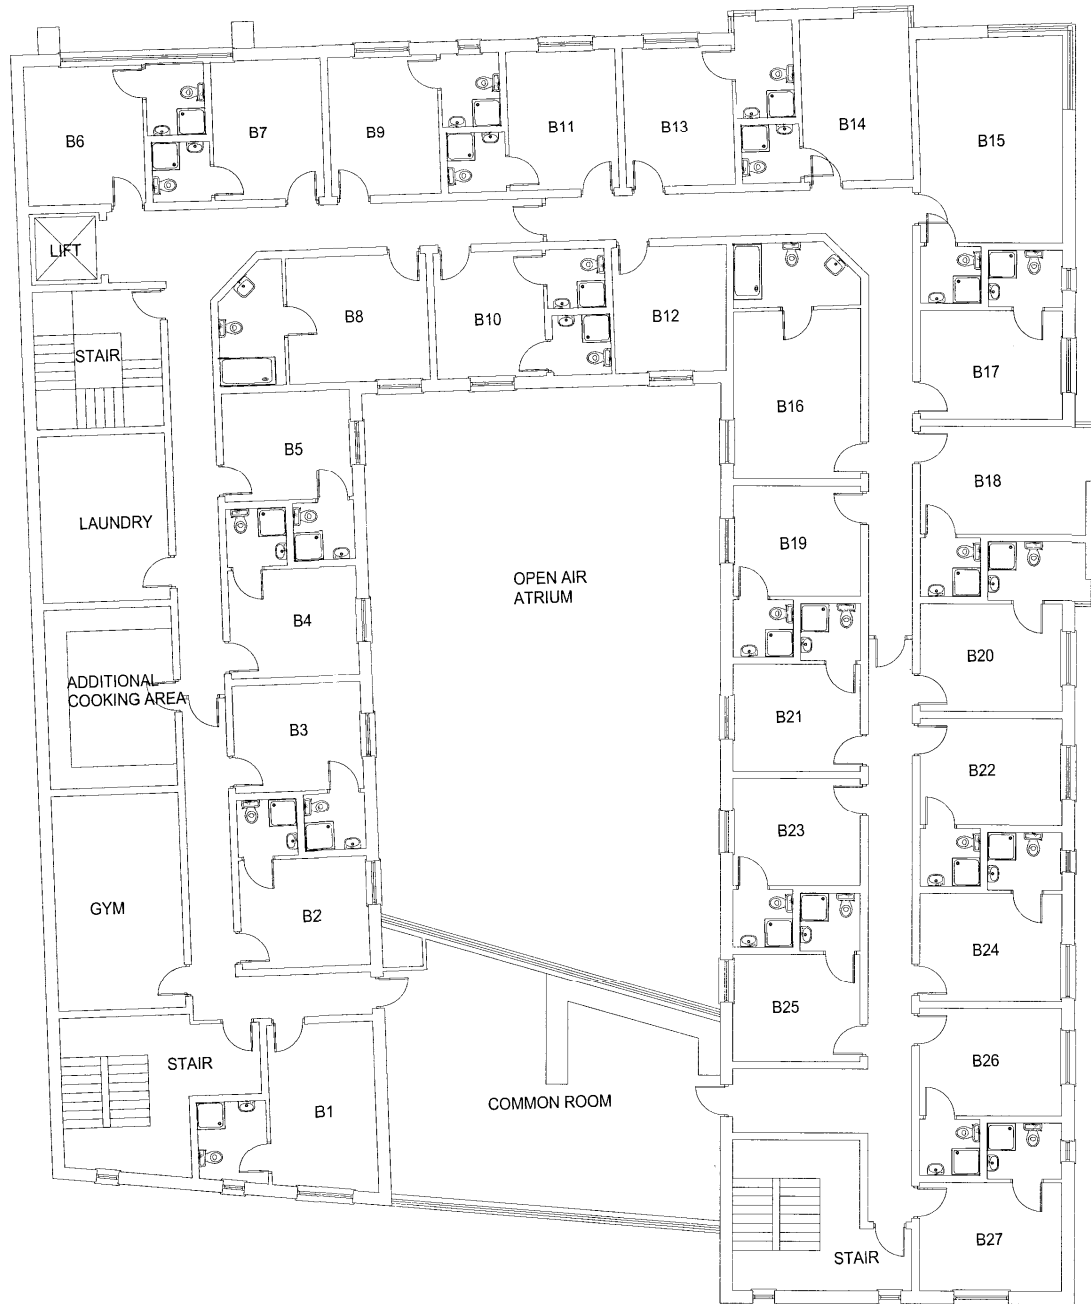 B6
B7
B9
B11
B13
B14
B15
LIFT
B8
B10
B12
STAIR
B16
B17
B5
B18
LAUNDRY
B19
OPEN AIR
ATRIUM
B4
B20
ADDITIONAL
COOKING AREA
B3
B21
B22
B23
GYM
B2
B24
B25
STAIR
B26
B1
COMMON ROOM
B27
STAIR